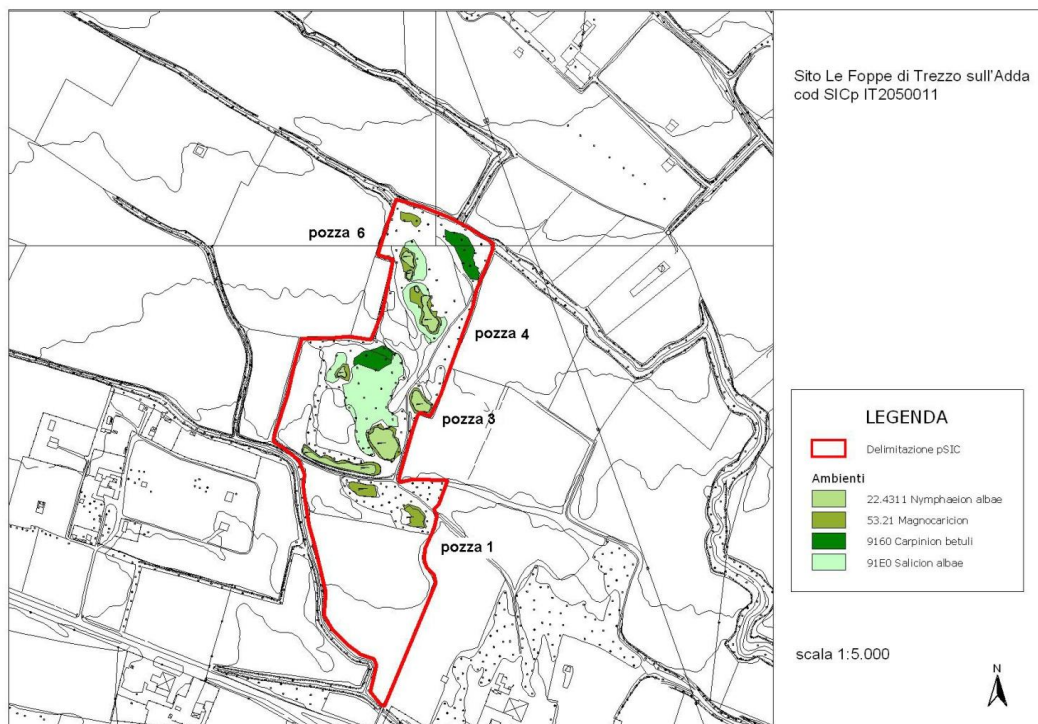 Sito Le Foppe di Trezzo sull'Adda
cod SICp IT2050011
pozza 6
pozza 4
pozza 3
pozza 1
LEGENDA
Delimitazione pSIC
Ambienti
22.4311 Nymphaeion albae
53.21 Magnocaricion
9160 Carpinion betuli
91E0 Salicion albae
scala 1:5.000
N